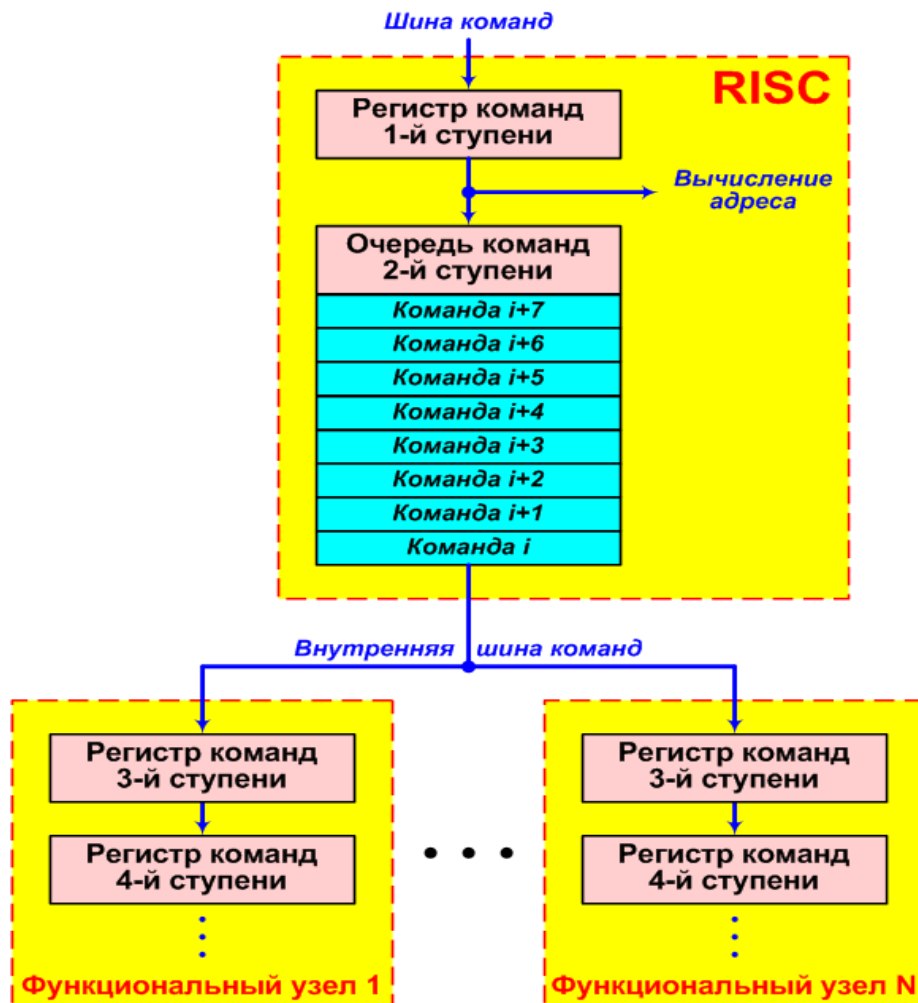 Шина команд
RISC
Регистр команд
1-й ступени
Вычисление
адреса
Очередь команд
2-й ступени
Команда i+7
Команда i+6
Команда i+5
Команда i+4
Команда i+3
Команда i+2
Команда i+1
Команда i
Внутренняя шина команд
Регистр команд
3-й ступени
Регистр команд
4-й ступени
Функциональный узел 1
Регистр команд
3-й ступени
Регистр команд
4-й ступени
Функциональный узел N